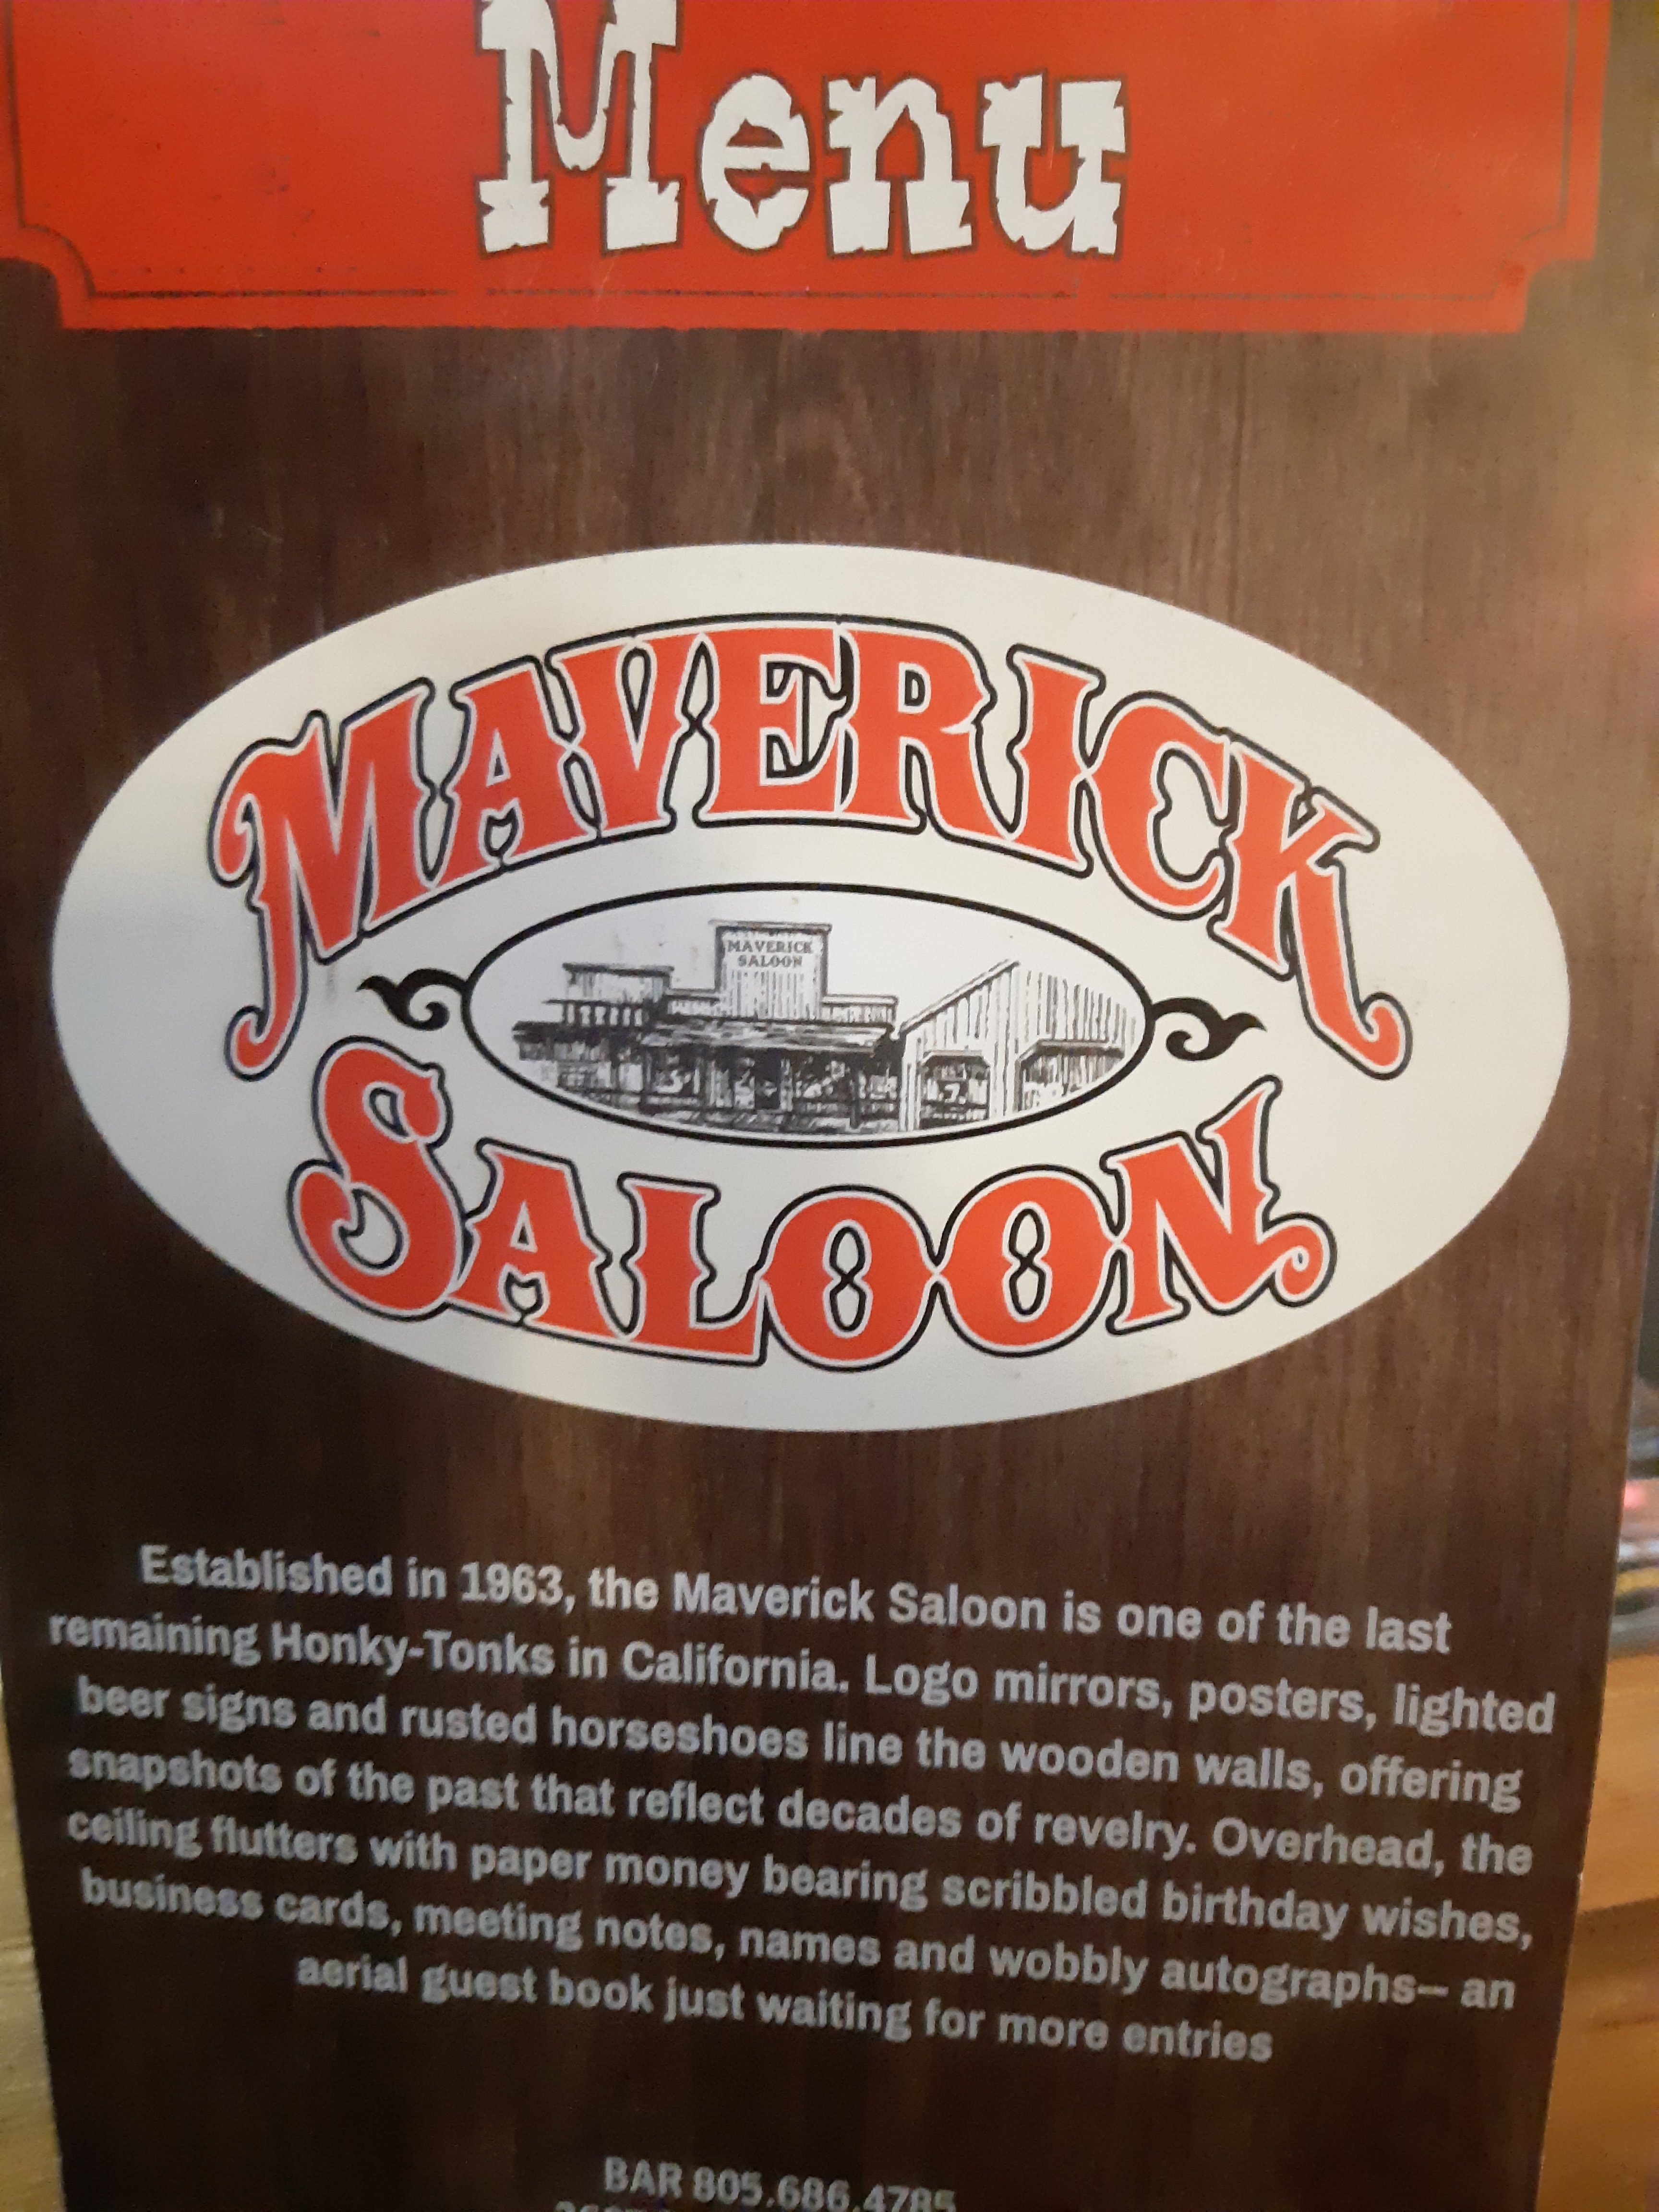 Menu
MAVERICK
MAVERICK
SALOON
SALOON
Established in 1963, the Maverick Saloon is one of the last
remaining Honky-Tonks in California. Logo mirrors, posters, lighted
beer signs and rusted horseshoes line the wooden walls, offering
snapshots of the past that reflect decades of revelry. Overhead, the
ceiling flutters with paper money bearing scribbled birthday wishes,
business cards, meeting notes, names and wobbly autographs– an
aerial guest book just waiting for more entries
BAR 805.686.4785